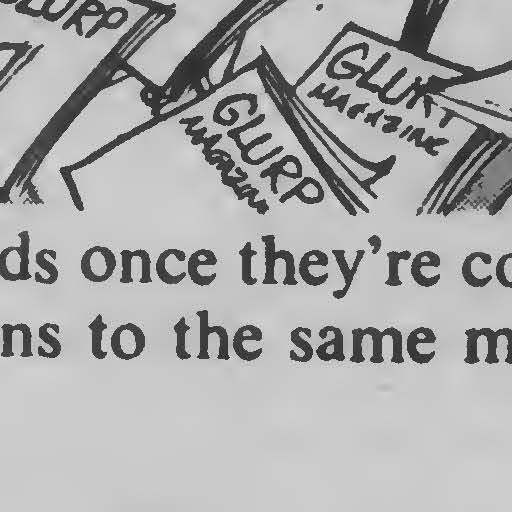 GLURP
GLURP
MAGAZINE
GLURP
MAGAZINE
ds once they're co
ns to the same m